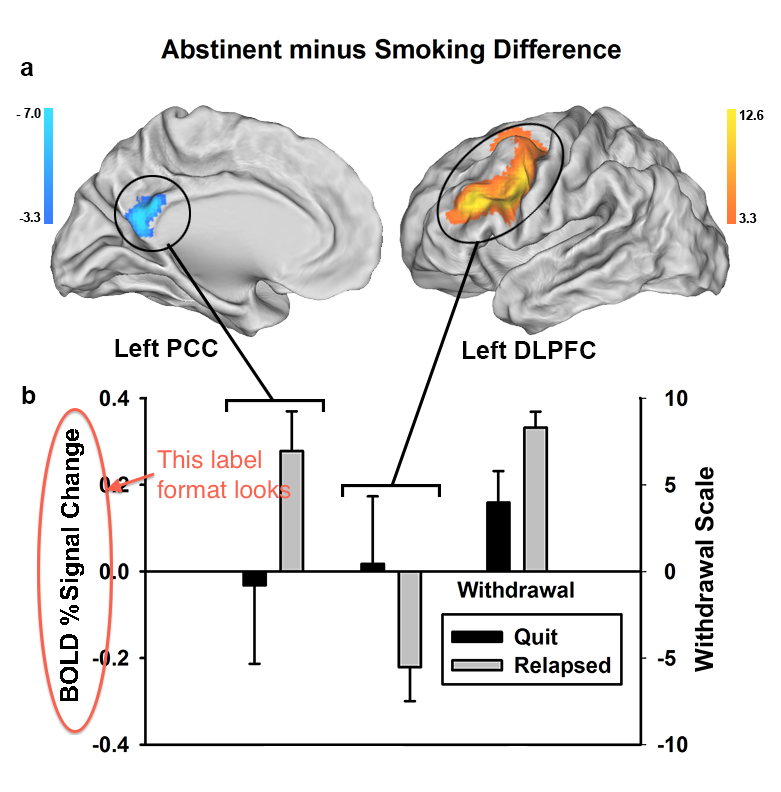 Abstinent minus Smoking Difference
a
- 7.0
-3.3
12.6
3.3
Left PCC
Left DLPFC
b
BOLD % Signal Change
0.4
0.2
0.0
-0.2
-0.4
This label
format looks
10
5
0
-5
-10
Withdrawal Scale
Withdrawal
Quit
Relapsed